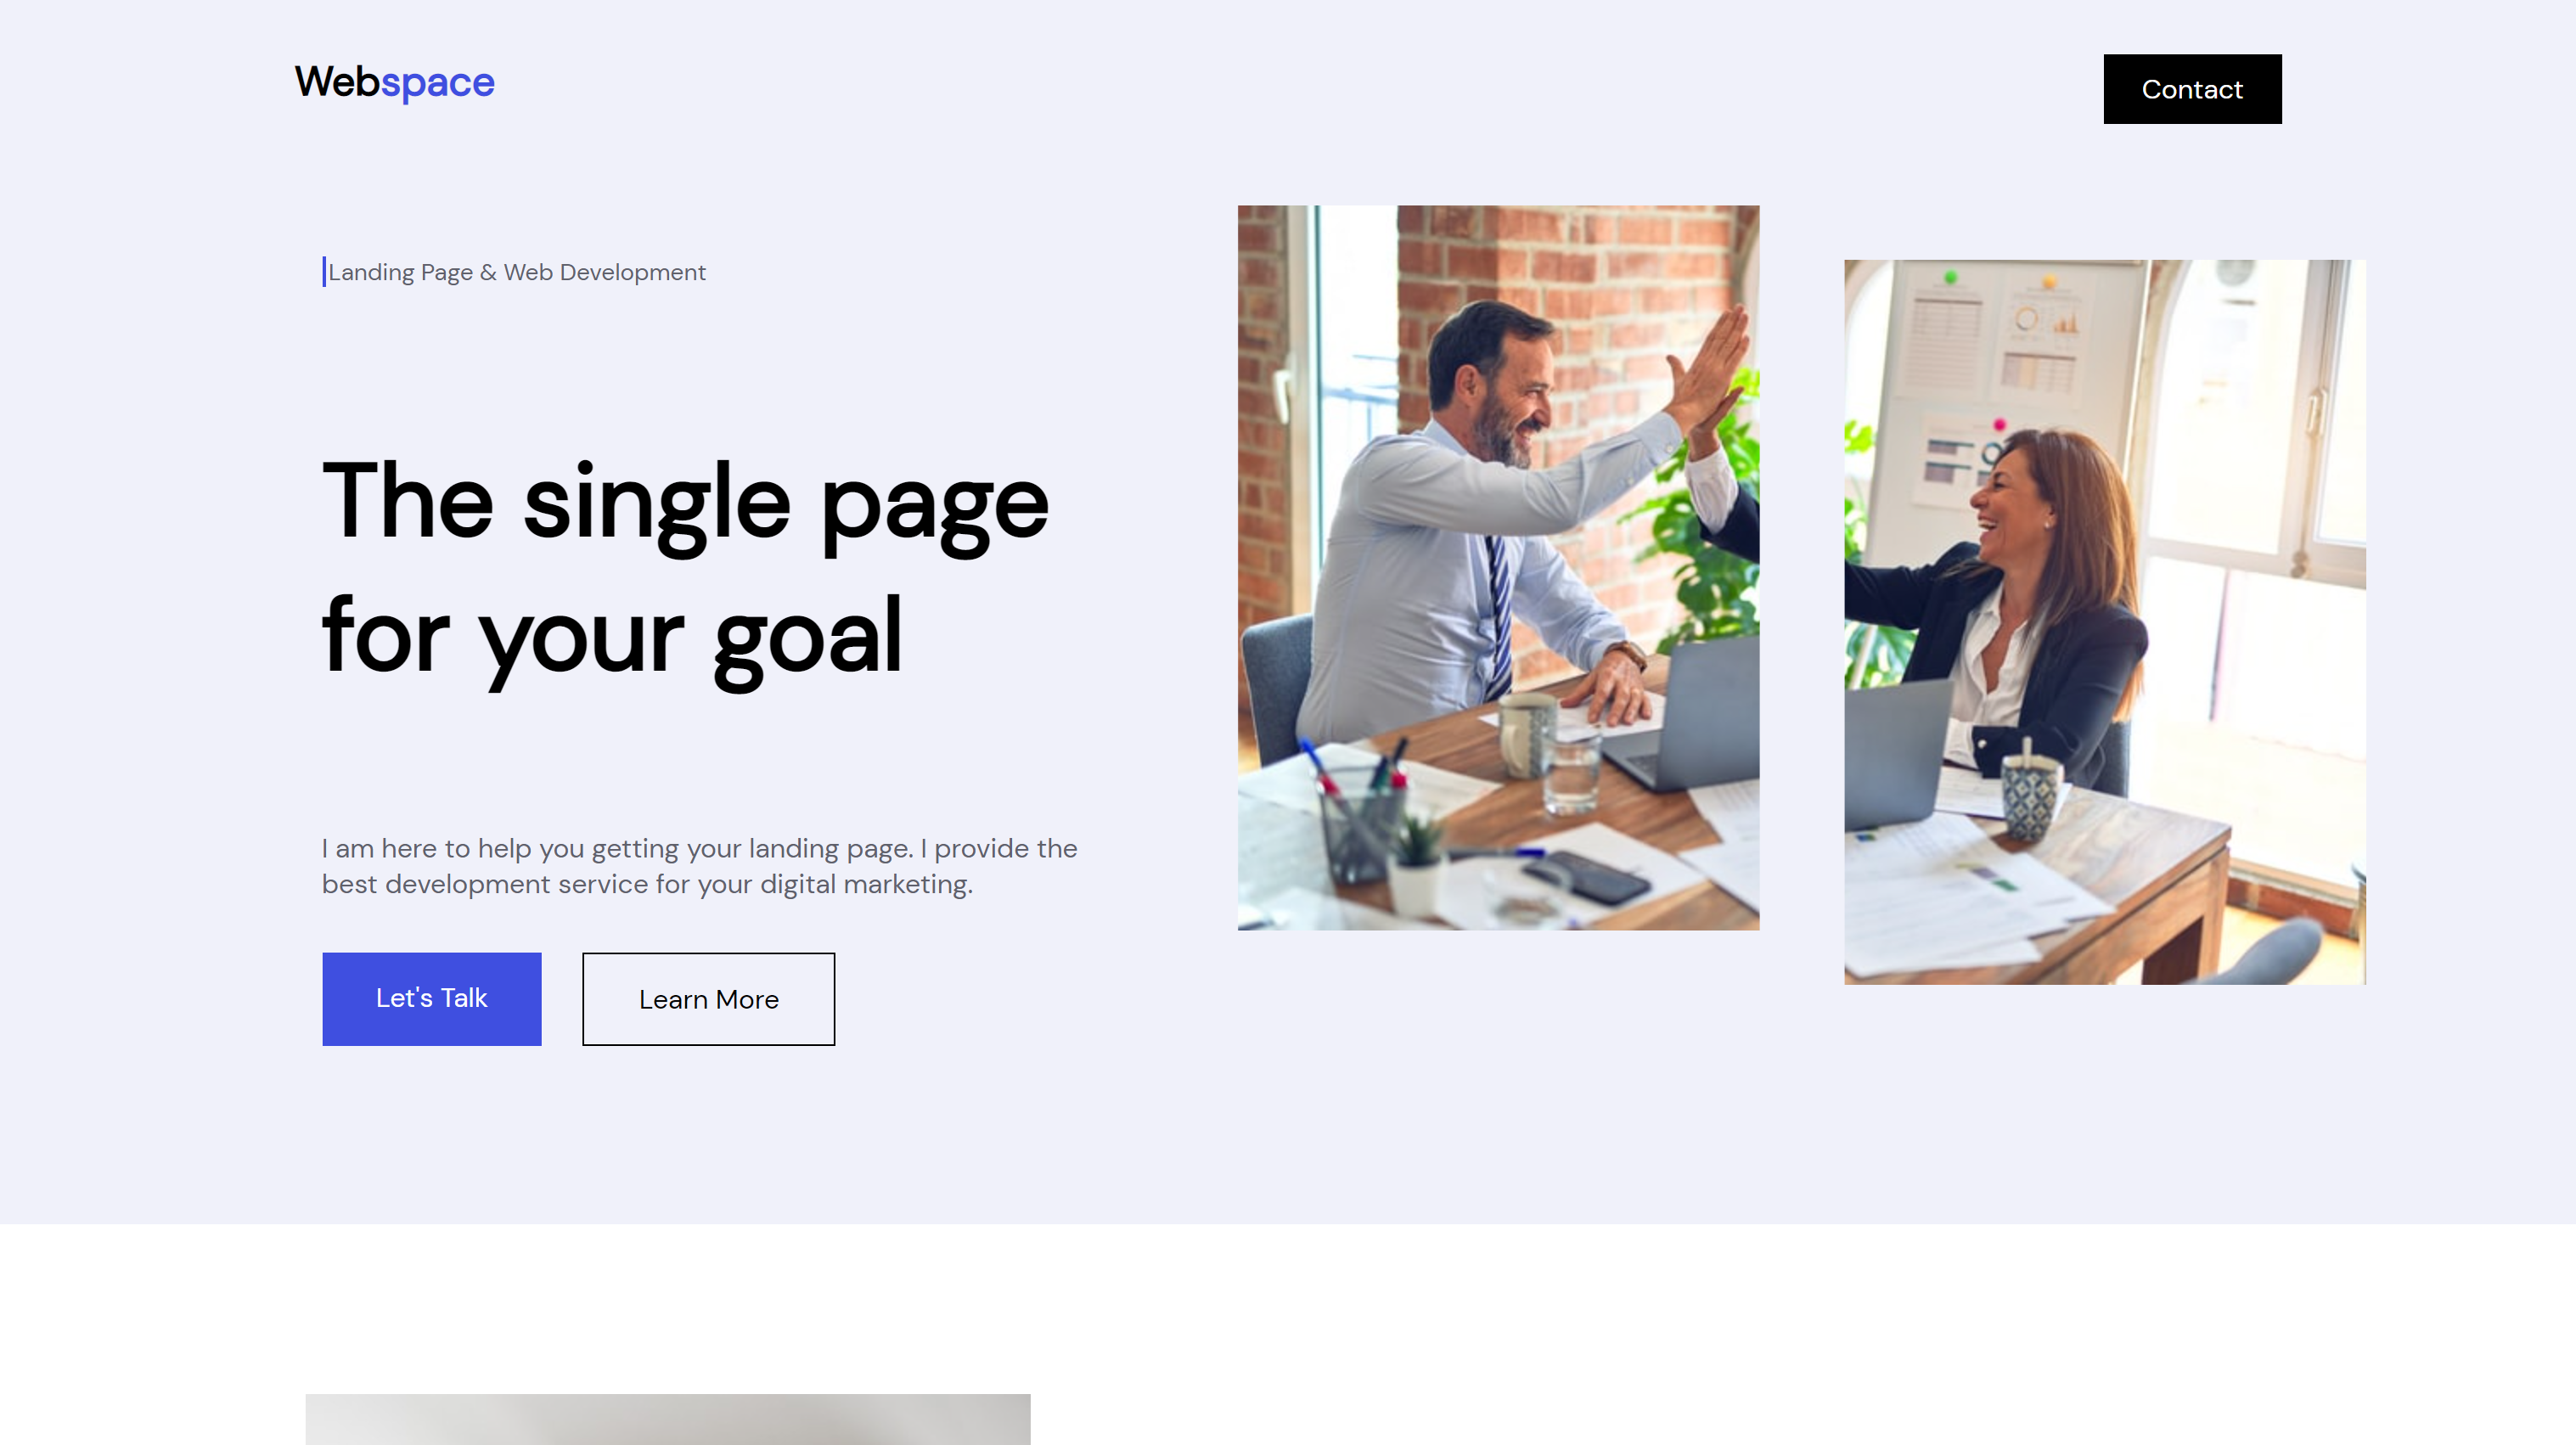 Webspace
Contact
Landing Page & Web Development
The single page
for your goal
I am here to help you getting your landing page. I provide the
best development service for your digital marketing.
Let's Talk
Learn More